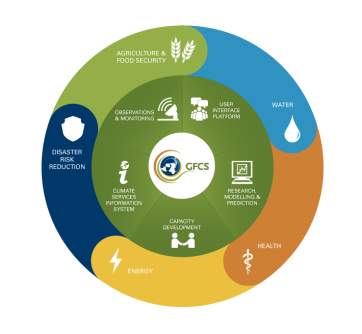 AGRICULTURE &
FOOD SECURITY
OBSERVATIONS
& MONITORING
USER
INTERFACE
PLATFORM
WATER
DISASTER
RISK
REDUCTION
GFCS
CLIMATE
SERVICES
INFORMATION
SYSTEM
RESEARCH,
MODELLING &
PREDICTION
CAPACITY
DEVELOPMENT
HEALTH
ENERGY